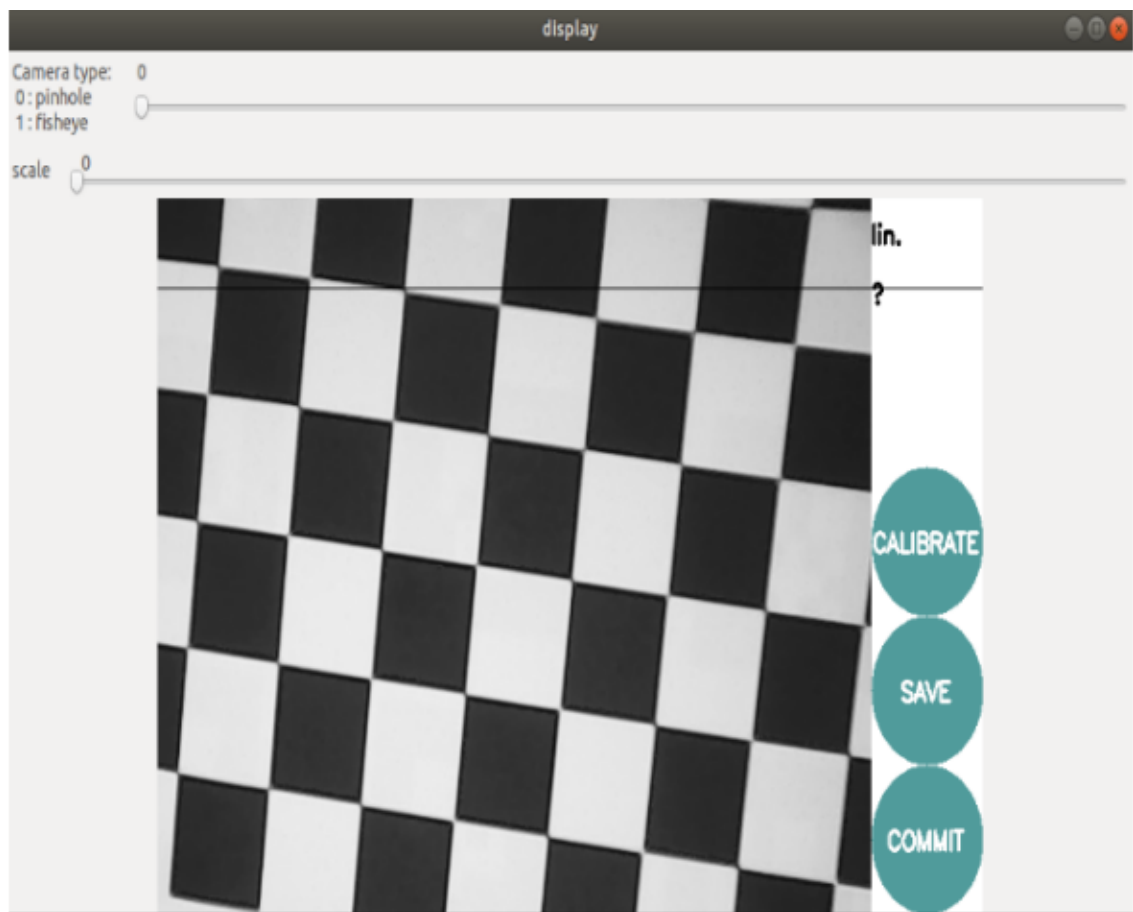 display
Camera type: 0
0 : pinhole
1 : fisheye
scale 0
lin.
?
CALIBRATE
SAVE
COMMIT